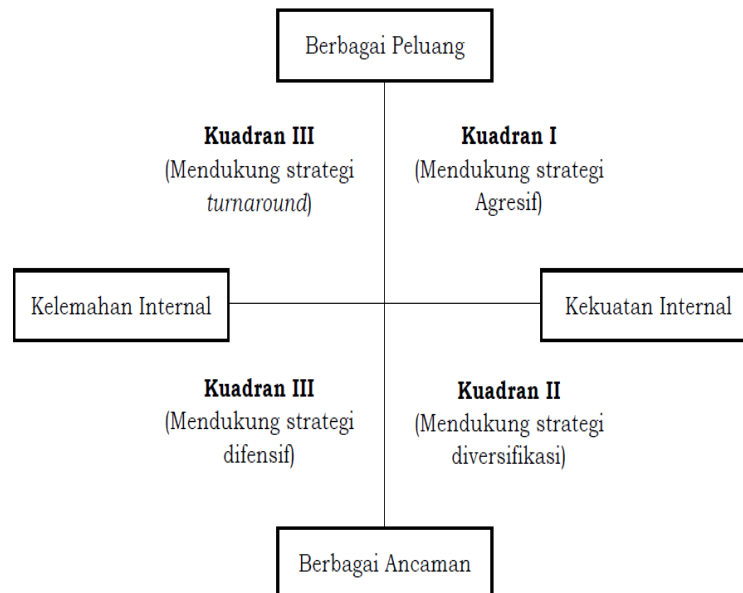 Berbagai Peluang
Kuadran III
(Mendukung strategi
turnaround)
Kuadran I
(Mendukung strategi
Agresif)
Kelemahan Internal
Kekuatan Internal
Kuadran III
(Mendukung strategi
difensif)
Kuadran II
(Mendukung strategi
diversifikasi)
Berbagai Ancaman